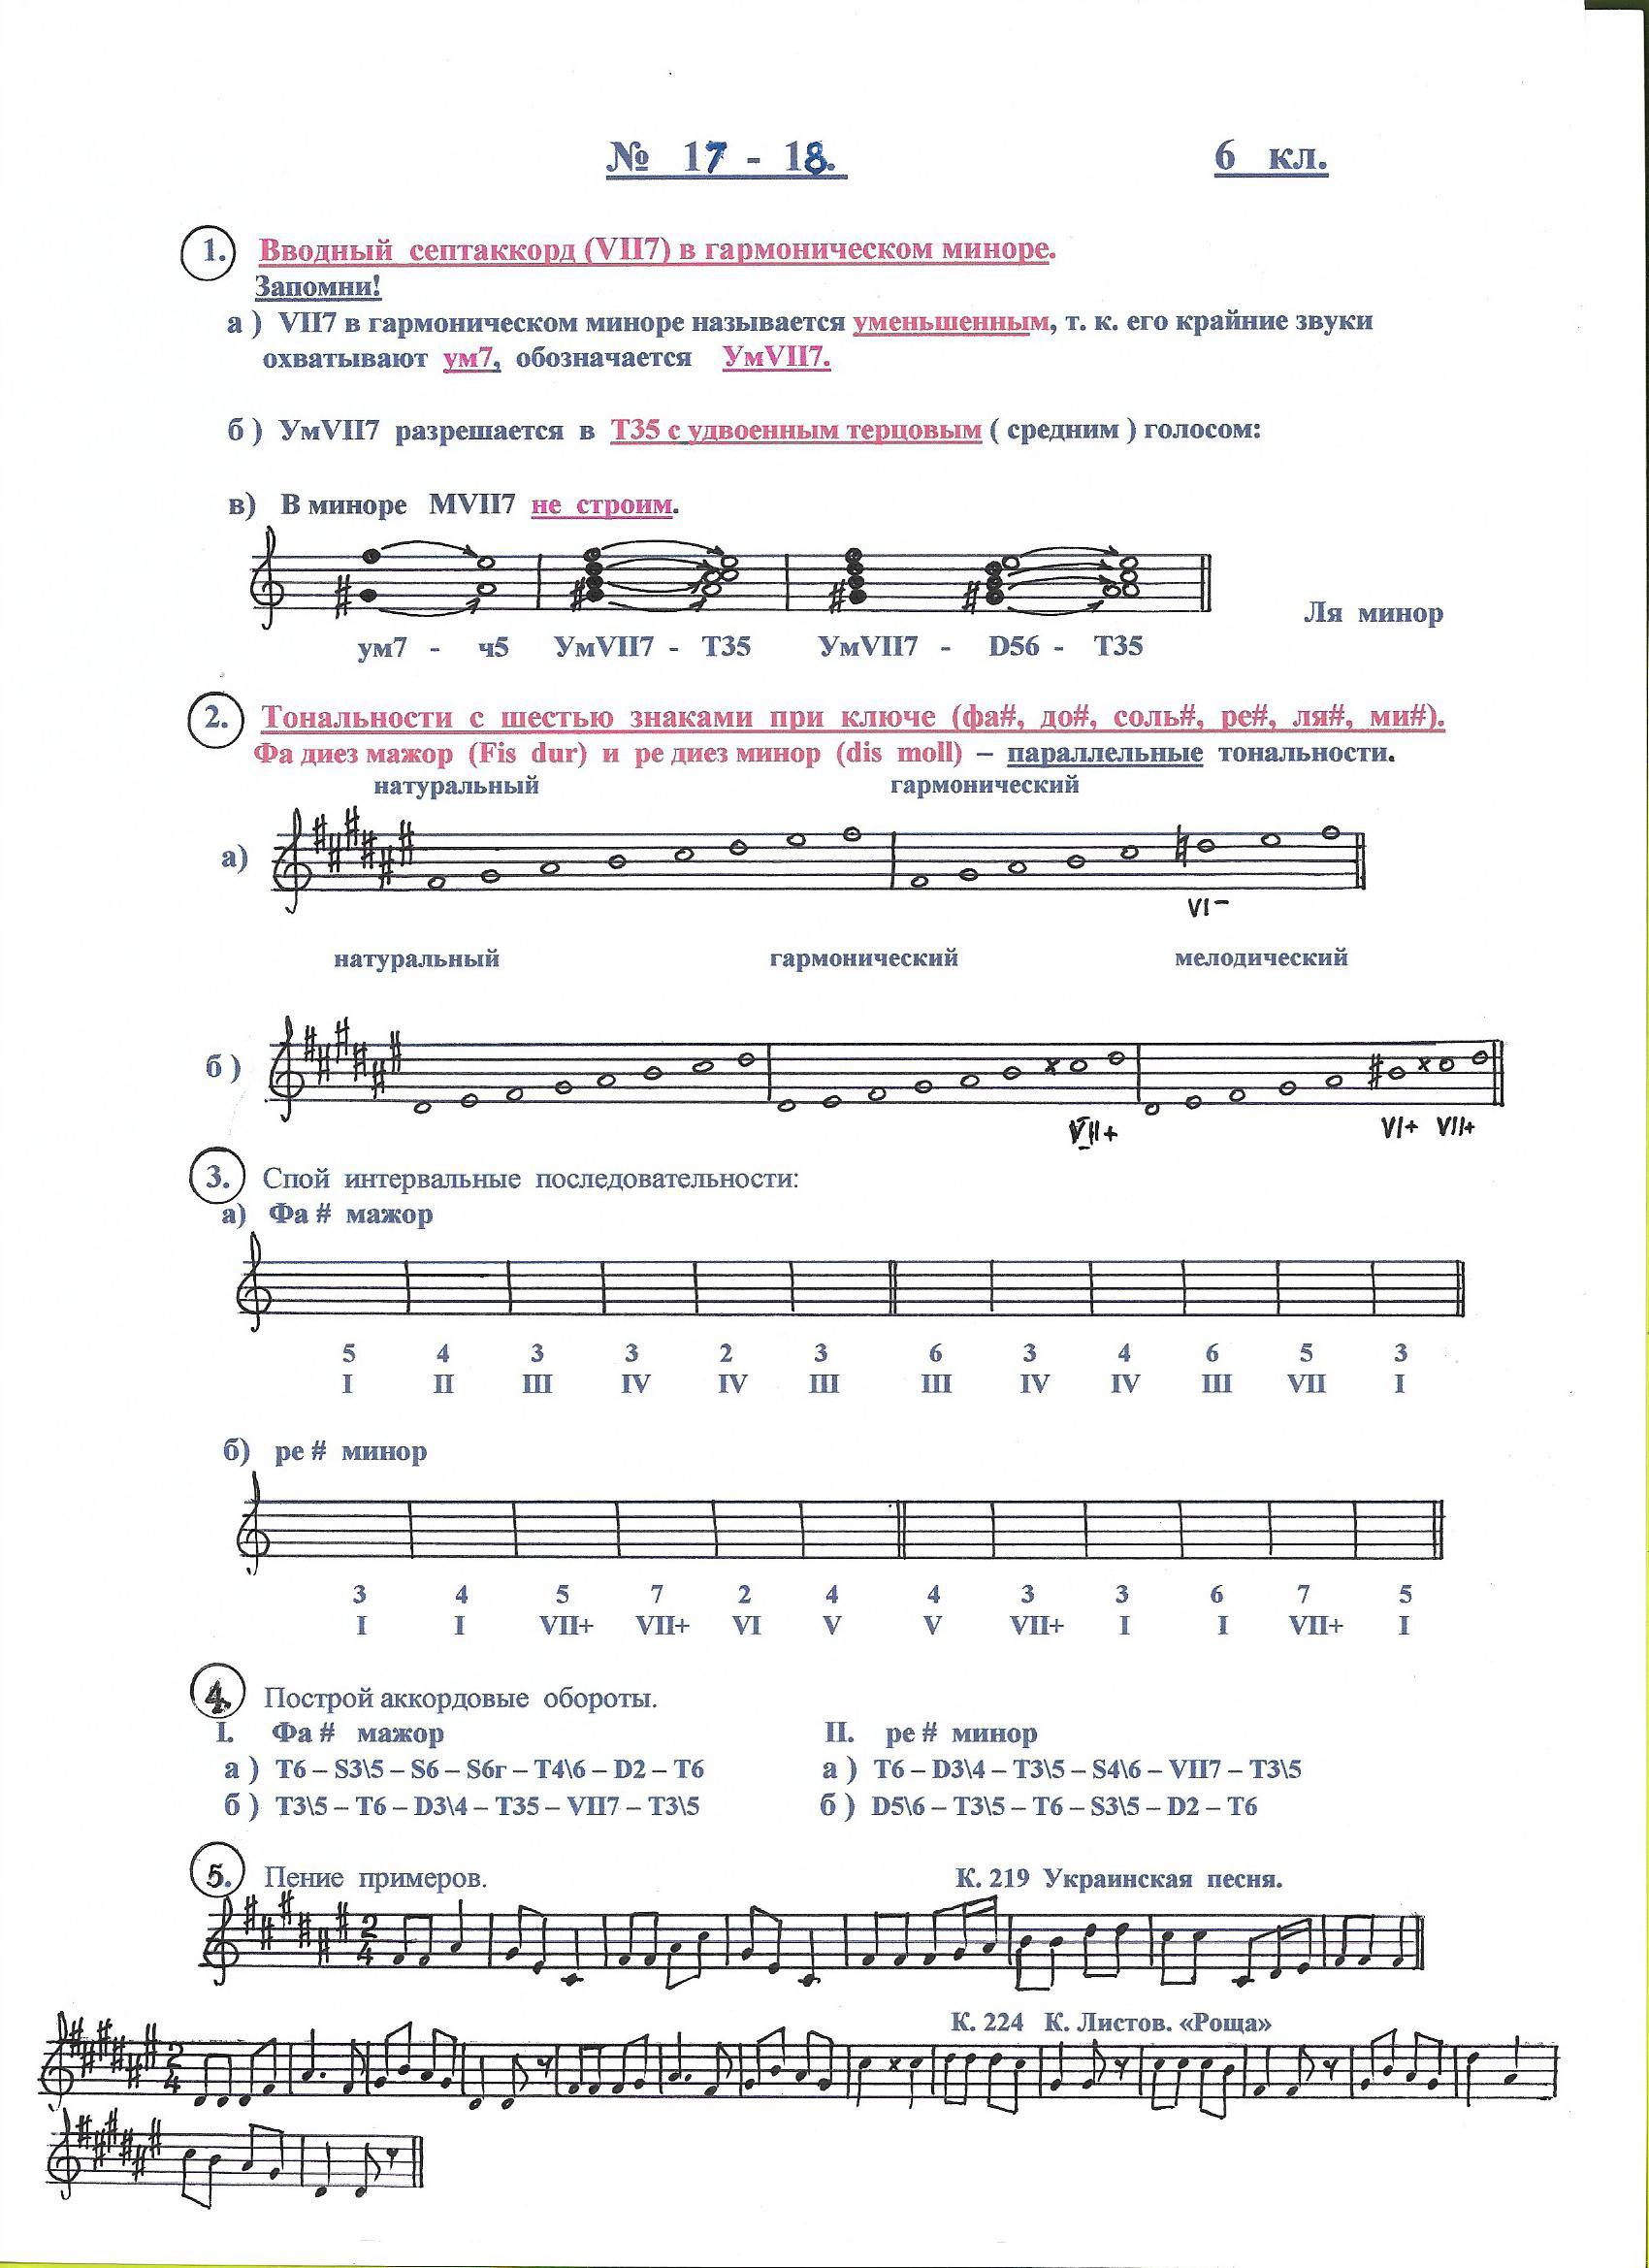 № 17 - 18. 6 кл.
1. Вводный септаккорд (VII7) в гармоническом миноре.
Запомни!
а ) VII7 в гармоническом миноре называется уменьшенным, т. к. его крайние звуки
охватывают ум7, обозначается УмVII7.
б ) УмVII7 разрешается в Т35 с удвоенным терцовым ( средним ) голосом:
в) В миноре МVII7 не строим.
Ля минор
ум7 - ч5 УмVII7 - Т35 УмVII7 - D56 - Т35
2. Тональности с шестью знаками при ключе (фа#, до#, соль#, ре#, ля#, ми#).
Фа диез мажор (Fis dur) и ре диез минор (dis moll) – параллельные тональности.
натуральный гармонический
а)
VI-
натуральный гармонический мелодический
б )
VII+ VI+ VII+
3. Спой интервальные последовательности:
а) Фа # мажор
5 4 3 3 2 3 6 3 4 6 5 3
I II III IV IV III III IV IV III VII I
б) ре # минор
3 4 5 7 2 4 4 3 3 6 7 5
I I VII+ VII+ VI V V VII+ I I VII+ I
4. Построй аккордовые обороты.
I. Фа # мажор II. ре # минор
а ) Т6 – S3\5 – S6 – S6г – Т4\6 – D2 – Т6 а ) Т6 – D3\4 – Т3\5 – S4\6 – VII7 – Т3\5
б ) Т3\5 – Т6 – D3\4 – Т35 – VII7 – Т3\5 б ) D5\6 – Т3\5 – Т6 – S3\5 – D2 – Т6
5. Пение примеров. К. 219 Украинская песня.
2
4
К. 224 К. Листов. «Роща»
2
4